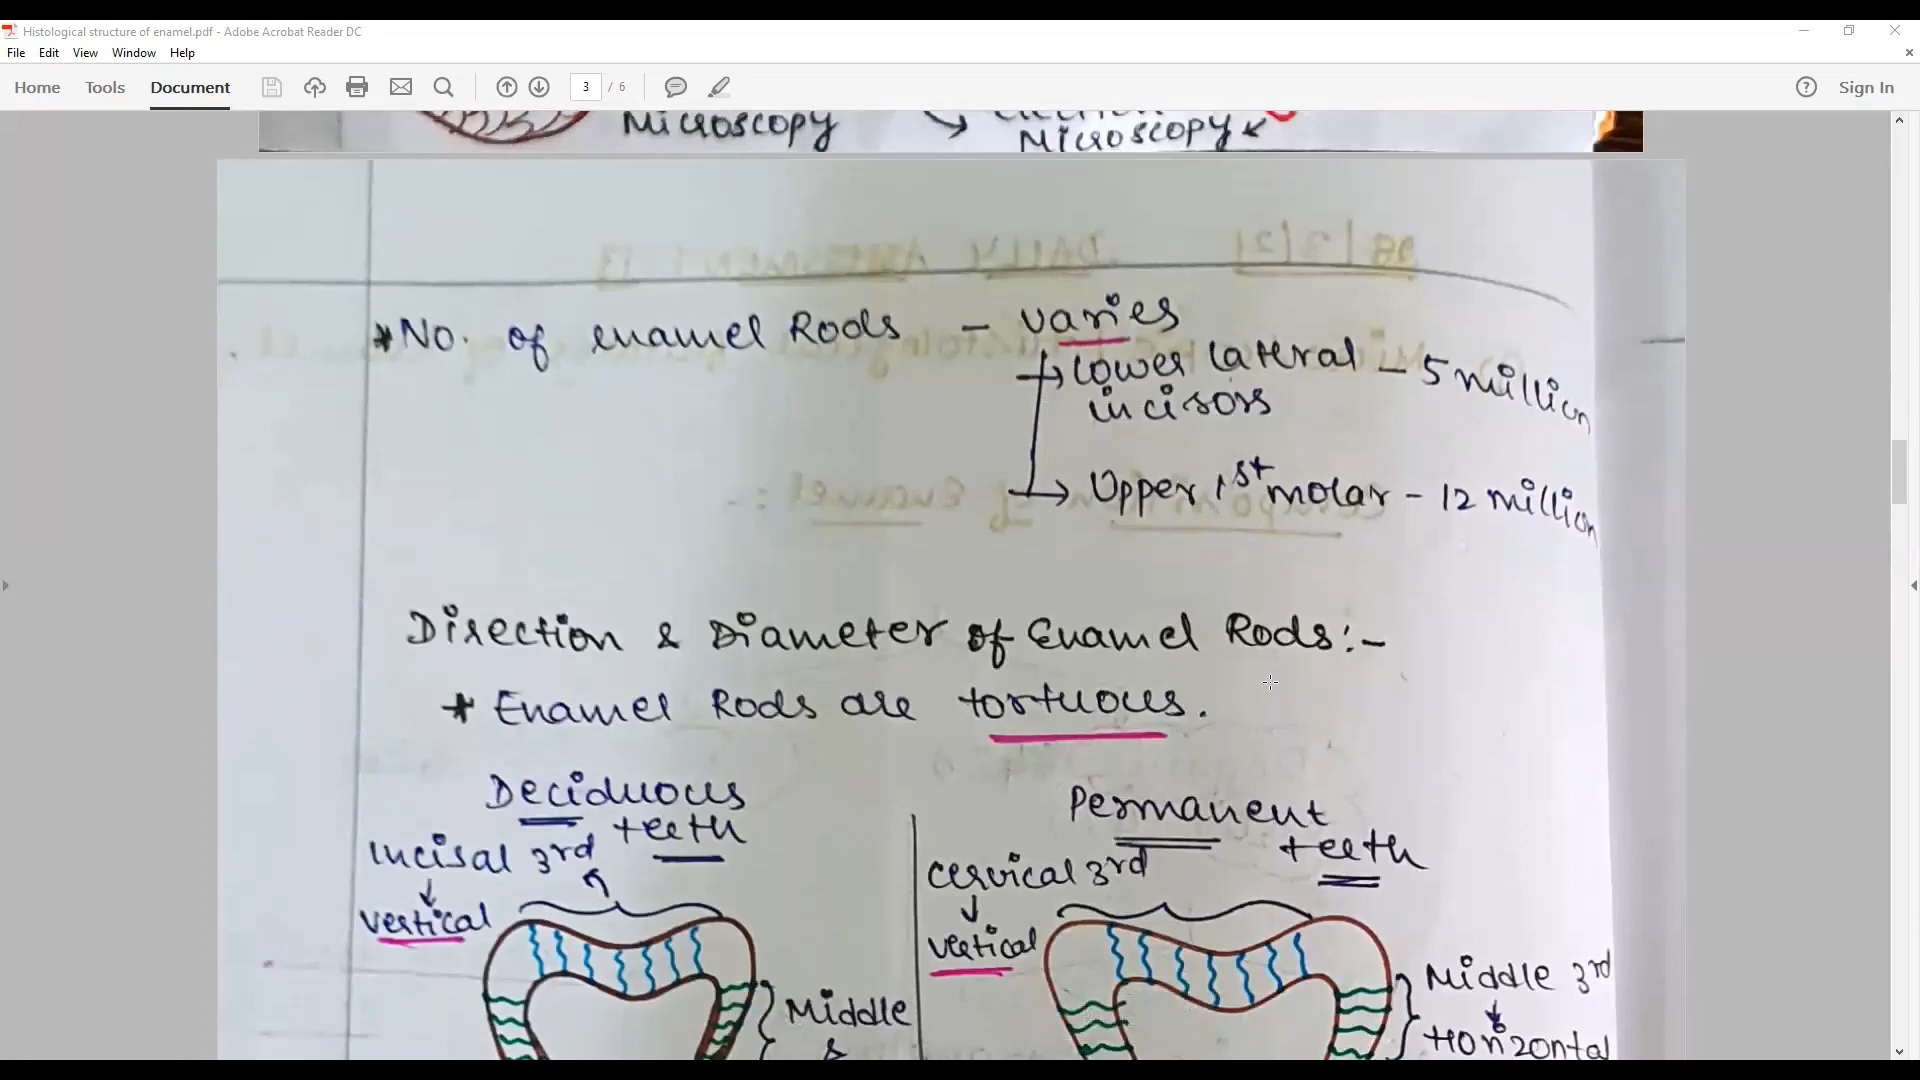 Histological structure of enamel.pdf - Adobe Acrobat Reader DC
File Edit View Window Help
Home Tools Document 3 / 6 Sign In
Microscopy
Microscopy
* No. of enamel Rods - varies
Lower lateral - 5 million
incisors
Upper 1st molar - 12 million
Direction & Diameter of Enamel Rods:-
* Enamel Rods are tortuous.
Deciduous
teeth
Incisal 3rd
vertical
Middle
&
Permanent
teeth
Cervical 3rd
vertical
Middle 3rd
Horizontal